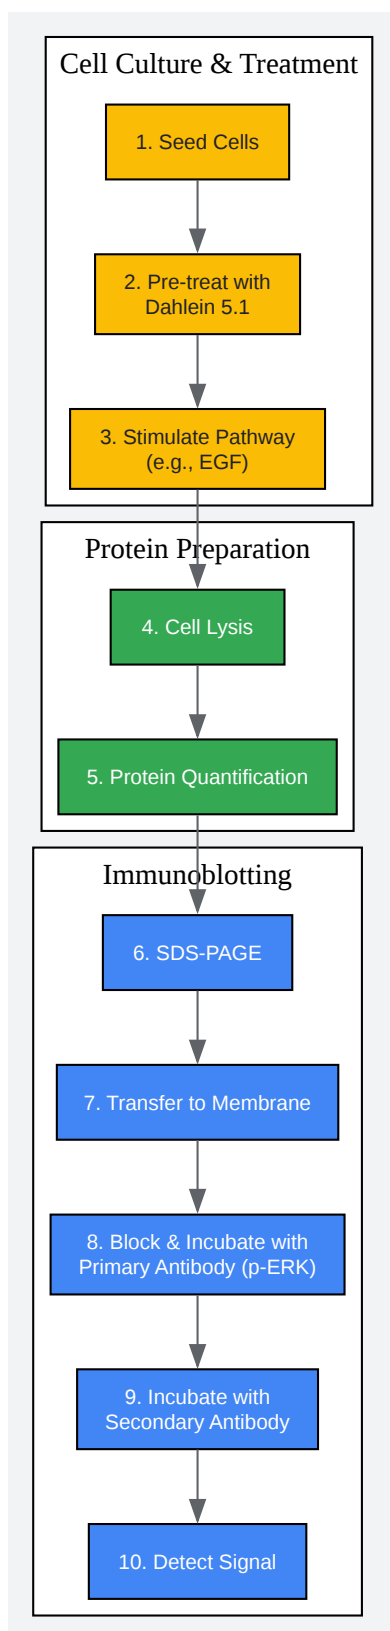 Cell Culture & Treatment
1. Seed Cells
2. Pre-treat with
Dahlein 5.1
3. Stimulate Pathway
(e.g., EGF)
Protein Preparation
4. Cell Lysis
5. Protein Quantification
Immunoblotting
6. SDS-PAGE
7. Transfer to Membrane
8. Block & Incubate with
Primary Antibody (p-ERK)
9. Incubate with
Secondary Antibody
10. Detect Signal